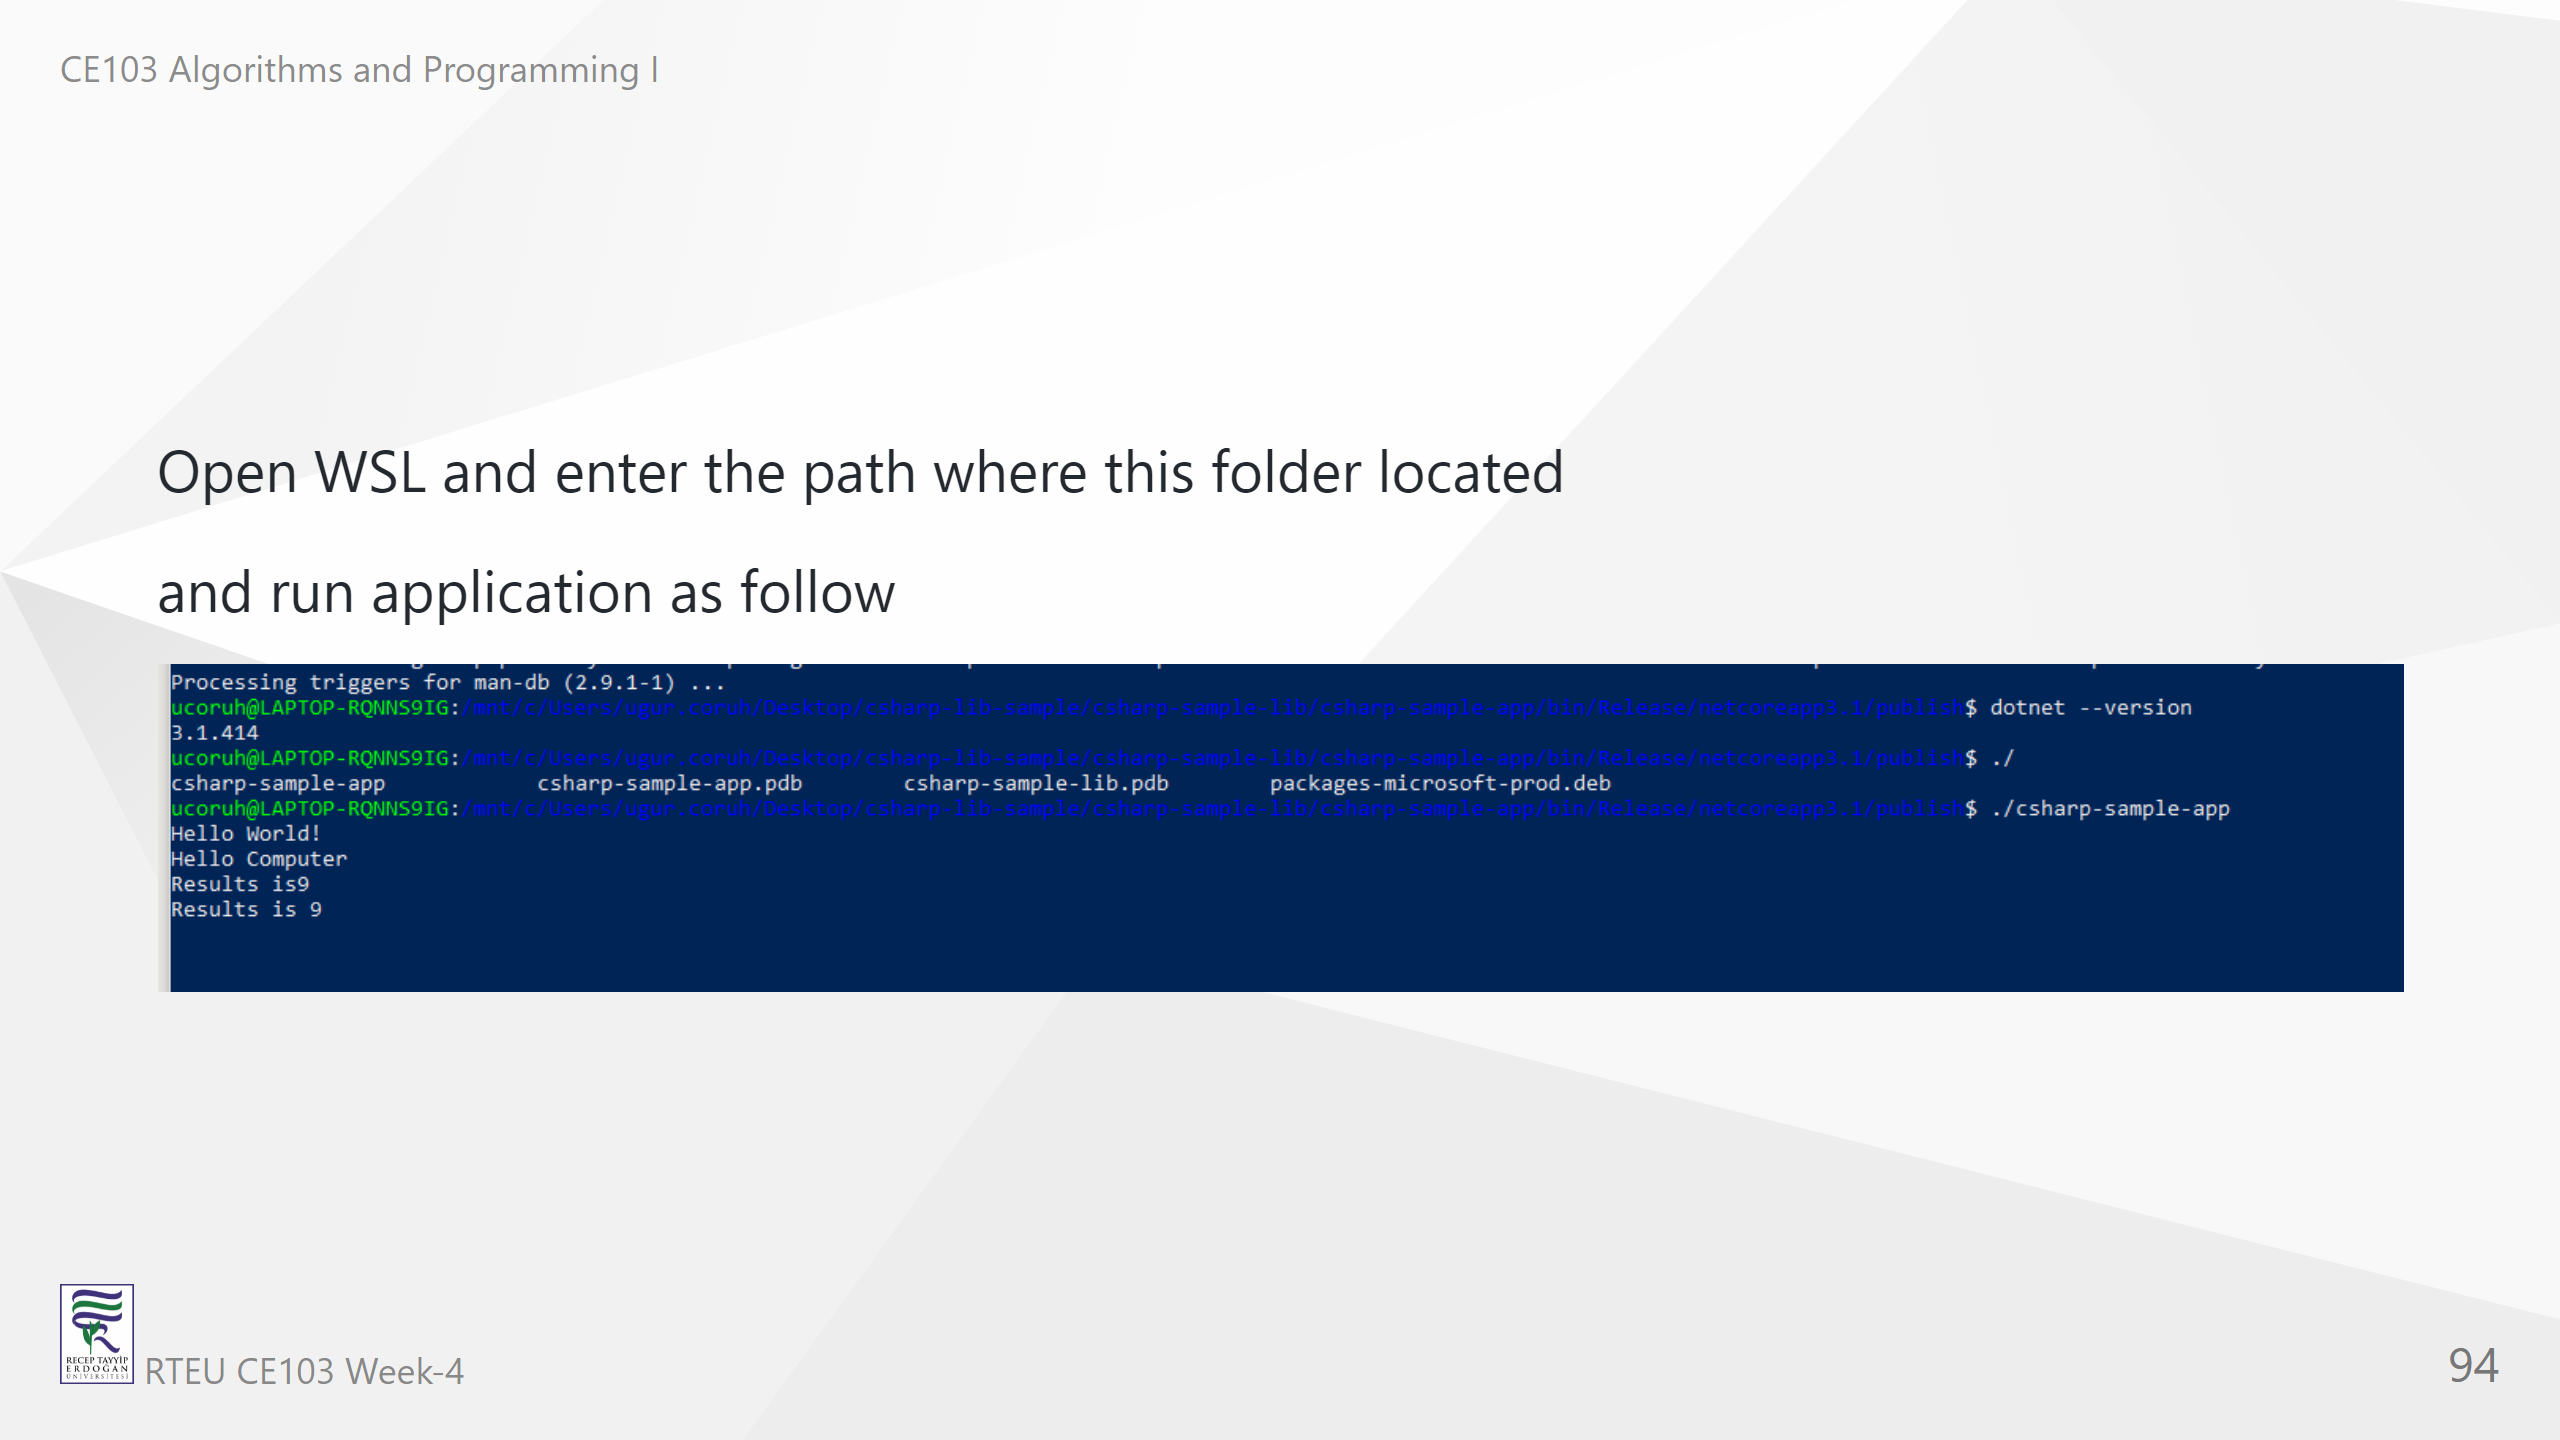 CE103 Algorithms and Programming I
Open WSL and enter the path where this folder located
and run application as follow
Processing triggers for man-db (2.9.1-1) ...
ucoruh@LAPTOP-RQNNS9IG:/mnt/c/Users/ugur.coruh/Desktop/csharp-lib-sample/csharp-sample-lib/csharp-sample-app/bin/Release/netcoreapp3.1/publish$ dotnet --version
3.1.414
ucoruh@LAPTOP-RQNNS9IG:/mnt/c/Users/ugur.coruh/Desktop/csharp-lib-sample/csharp-sample-lib/csharp-sample-app/bin/Release/netcoreapp3.1/publish$ ./
csharp-sample-app csharp-sample-app.pdb csharp-sample-lib.pdb packages-microsoft-prod.deb
ucoruh@LAPTOP-RQNNS9IG:/mnt/c/Users/ugur.coruh/Desktop/csharp-lib-sample/csharp-sample-lib/csharp-sample-app/bin/Release/netcoreapp3.1/publish$ ./csharp-sample-app
Hello World!
Hello Computer
Results is9
Results is 9
RECEP TAYYİP
ERDOĞAN
ÜNİVERSİTESİ
RTEU CE103 Week-4
94